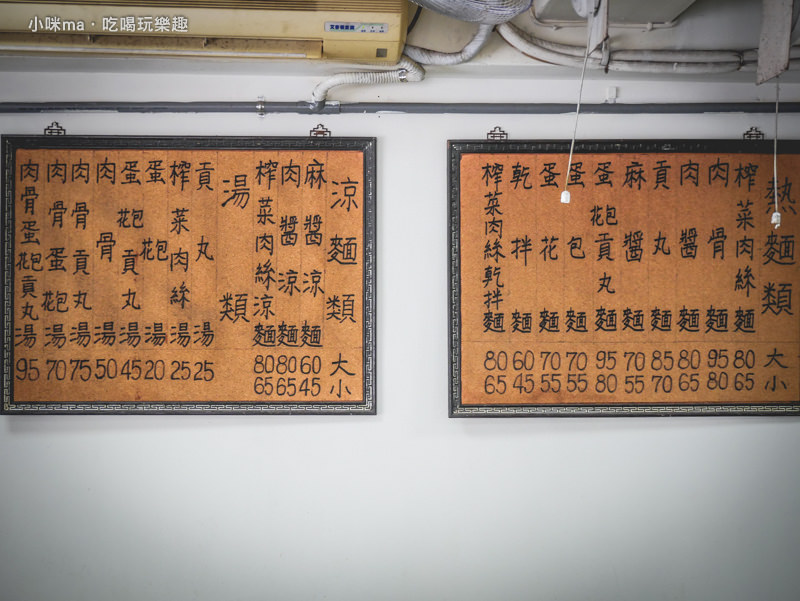 小咪ma・吃喝玩樂趣
熱麵類 大 小
榨菜肉絲麵 80 65
肉骨麵 95 80
肉醬麵 80 65
貢丸麵 85 70
麻醬麵 70 55
蛋包貢丸麵 95 80
蛋包麵 70 55
蛋花麵 70 55
乾拌麵 60 45
榨菜肉絲乾拌麵 80 65
涼麵類 大 小
麻醬涼麵 60 45
肉醬涼麵 80 65
榨菜肉絲涼麵 80 65
湯類
貢丸湯 25
榨菜肉絲湯 25
蛋包湯 20
蛋包貢丸湯 45
肉骨湯 50
肉骨貢丸湯 75
肉骨蛋包湯 70
肉骨蛋包貢丸湯 95